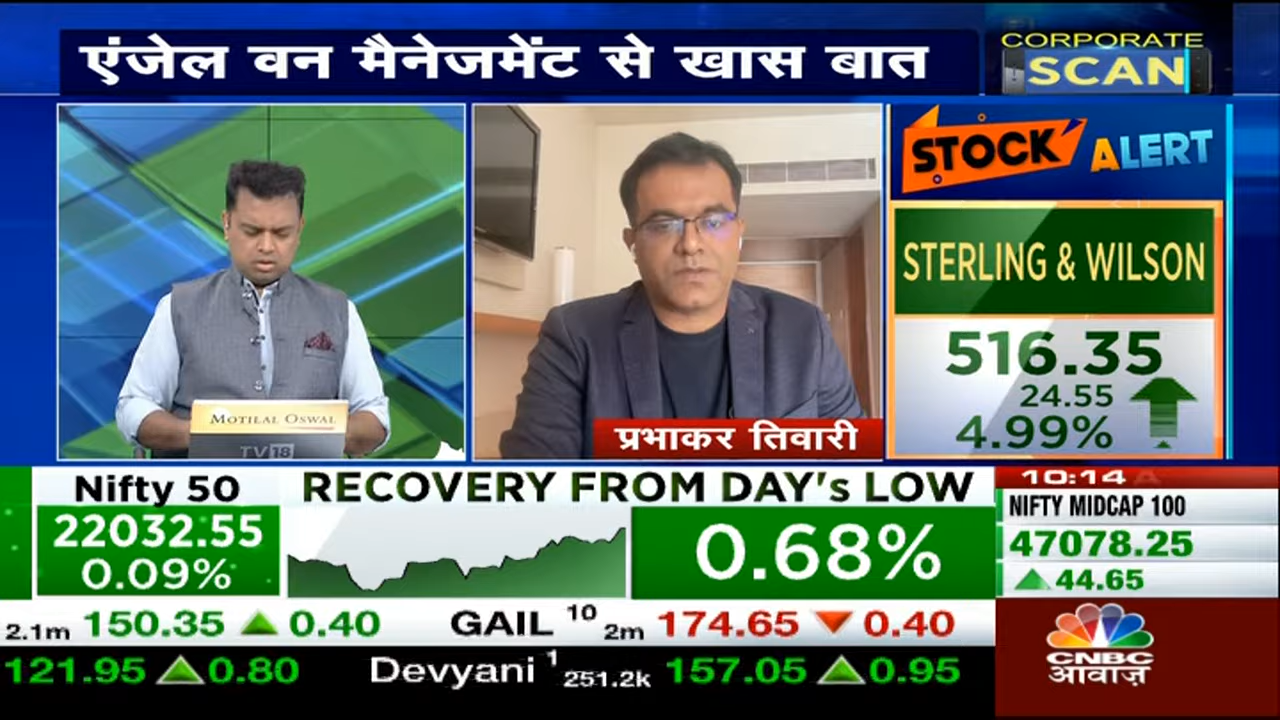 एंजेल वन मैनेजमेंट से खास बात
CORPORATE
SCAN
STOCK ALERT
STERLING & WILSON
516.35
24.55
4.99%
MOTILAL OSWAL
TV18
प्रभाकर तिवारी
Nifty 50
22032.55
0.09%
RECOVERY FROM DAY's LOW
0.68%
10:14
NIFTY MIDCAP 100
47078.25
44.65
2.1m 150.35 0.40 GAIL 10 2m 174.65 0.40
121.95 0.80 Devyani 1 251.2k 157.05 0.95
CNBC
आवाज़